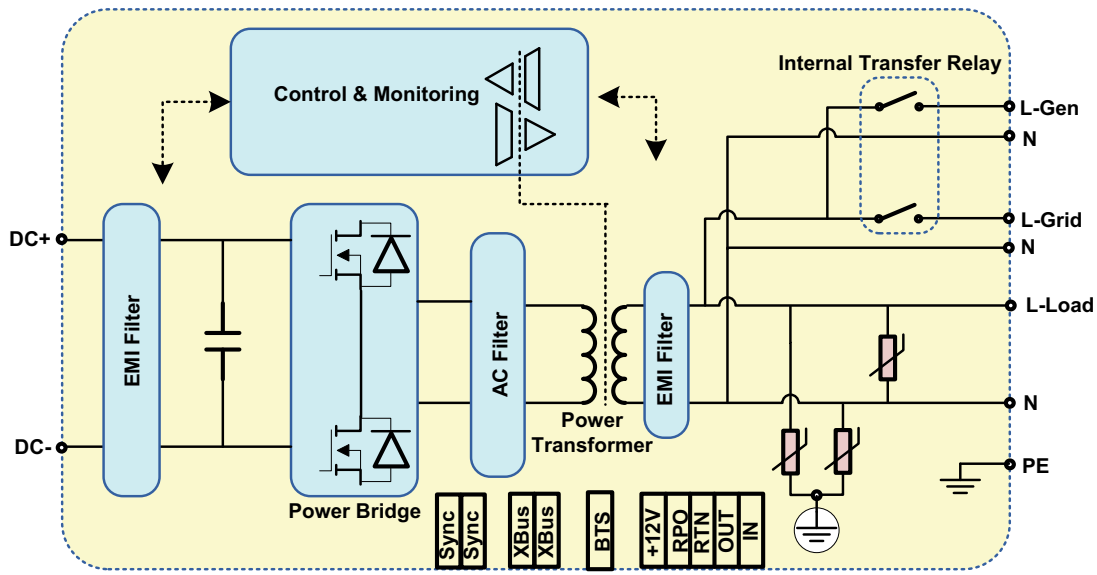 Control & Monitoring
Internal Transfer Relay
L-Gen
N
L-Grid
N
DC+
EMI Filter
AC Filter
EMI Filter
L-Load
Power
Transformer
N
DC-
PE
Power Bridge
Sync
Sync
XBus
XBus
BTS
+12V
RPO
RTN
OUT
IN